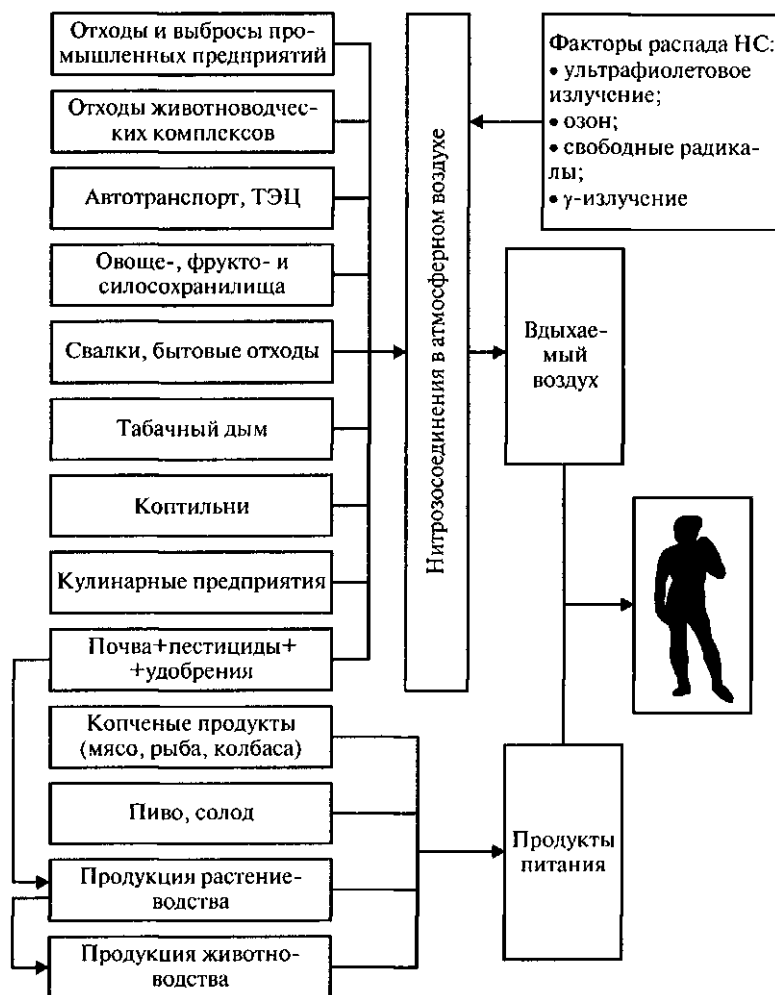 Отходы и выбросы про-
мышленных предприятий
Отходы животноводчес-
ких комплексов
Автотранспорт, ТЭЦ
Овоще-, фрукто- и
силосохранилища
Свалки, бытовые отходы
Табачный дым
Коптильни
Кулинарные предприятия
Почва+пестициды+
+удобрения
Копченые продукты
(мясо, рыба, колбаса)
Пиво, солод
Продукция растение-
водства
Продукция животно-
водства
Нитрозосоединения в атмосферном воздухе
Факторы распада НС:
• ультрафиолетовое
излучение;
• озон;
• свободные радика-
лы;
• γ-излучение
Вдыхае-
мый
воздух
Продукты
питания